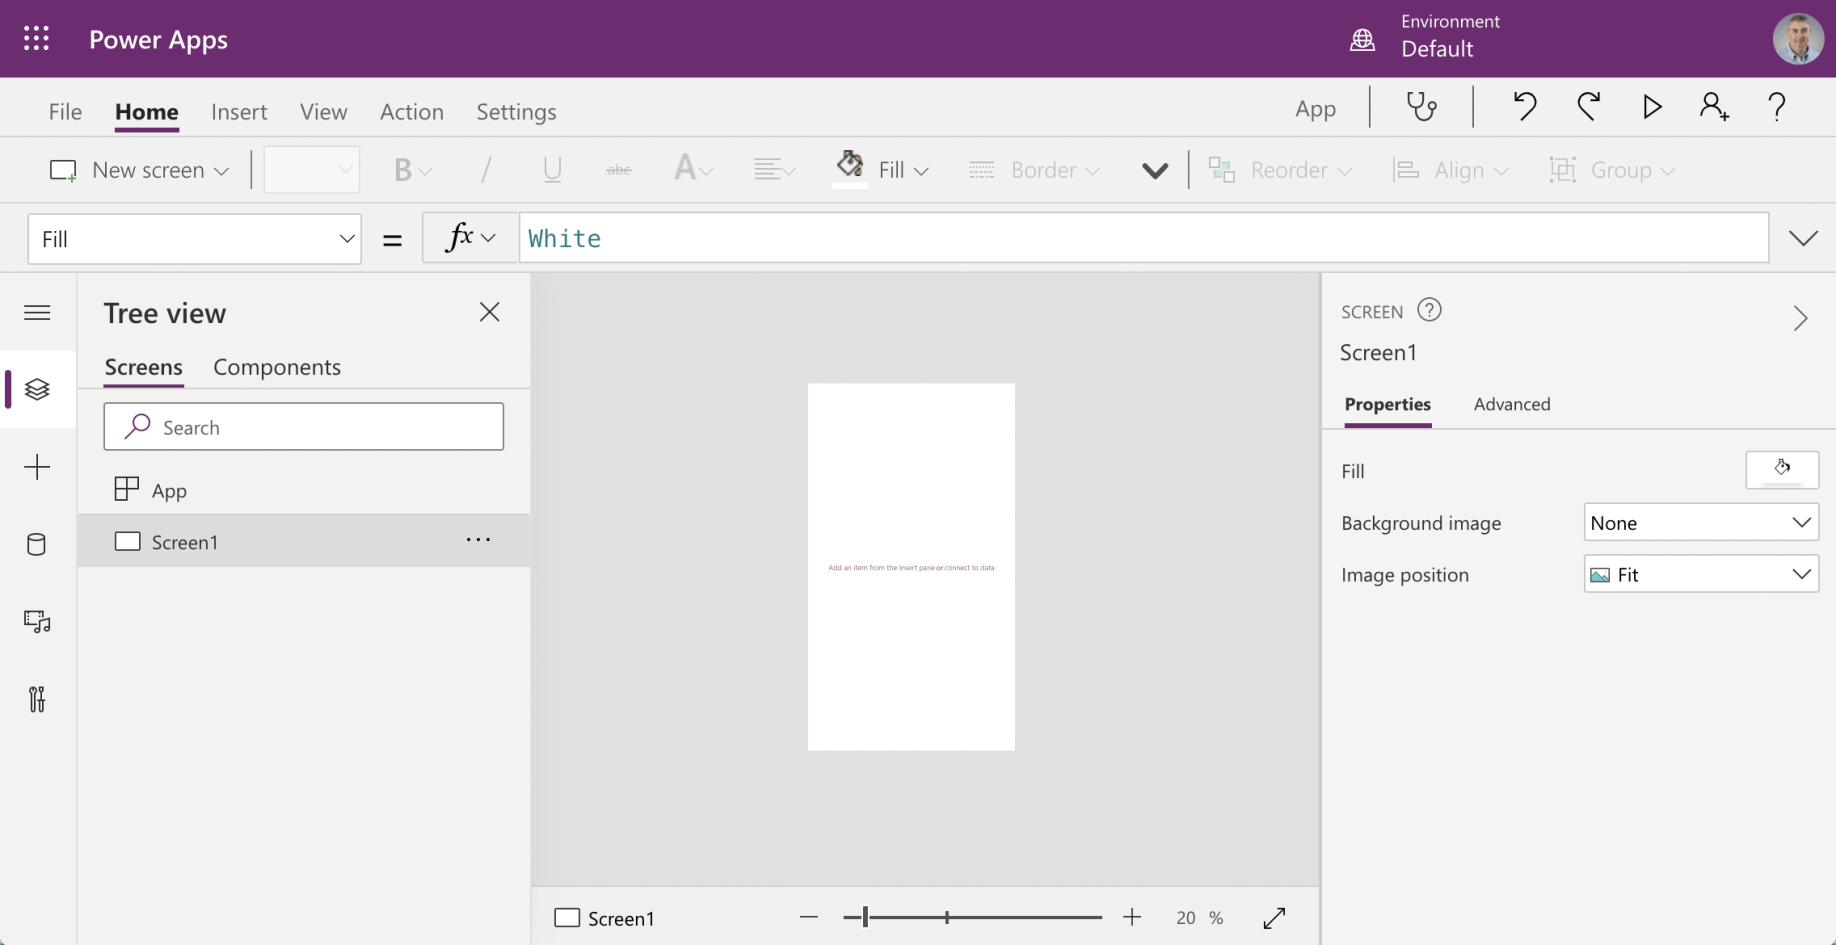 Power Apps
Environment
Default
File Home Insert View Action Settings
App
New screen
B / U abc A
Fill
Border
Reorder
Align
Group
Fill
= fx White
Tree view
Screens Components
Search
App
Screen1
Add an item from the Insert pane or connect to data
Screen1
20 %
SCREEN ?
Screen1
Properties Advanced
Fill
Background image None
Image position Fit